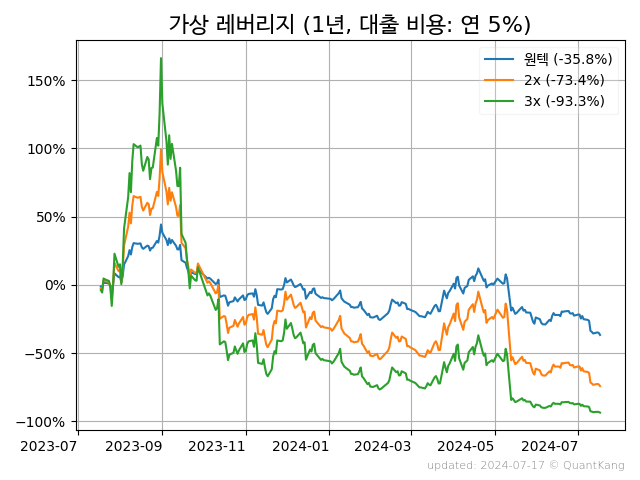 가상 레버리지 (1년, 대출 비용: 연 5%)
원텍 (-35.8%)
2x (-73.4%)
3x (-93.3%)
150%
100%
50%
0%
−50%
−100%
2023-07 2023-09 2023-11 2024-01 2024-03 2024-05 2024-07
updated: 2024-07-17 © QuantKang